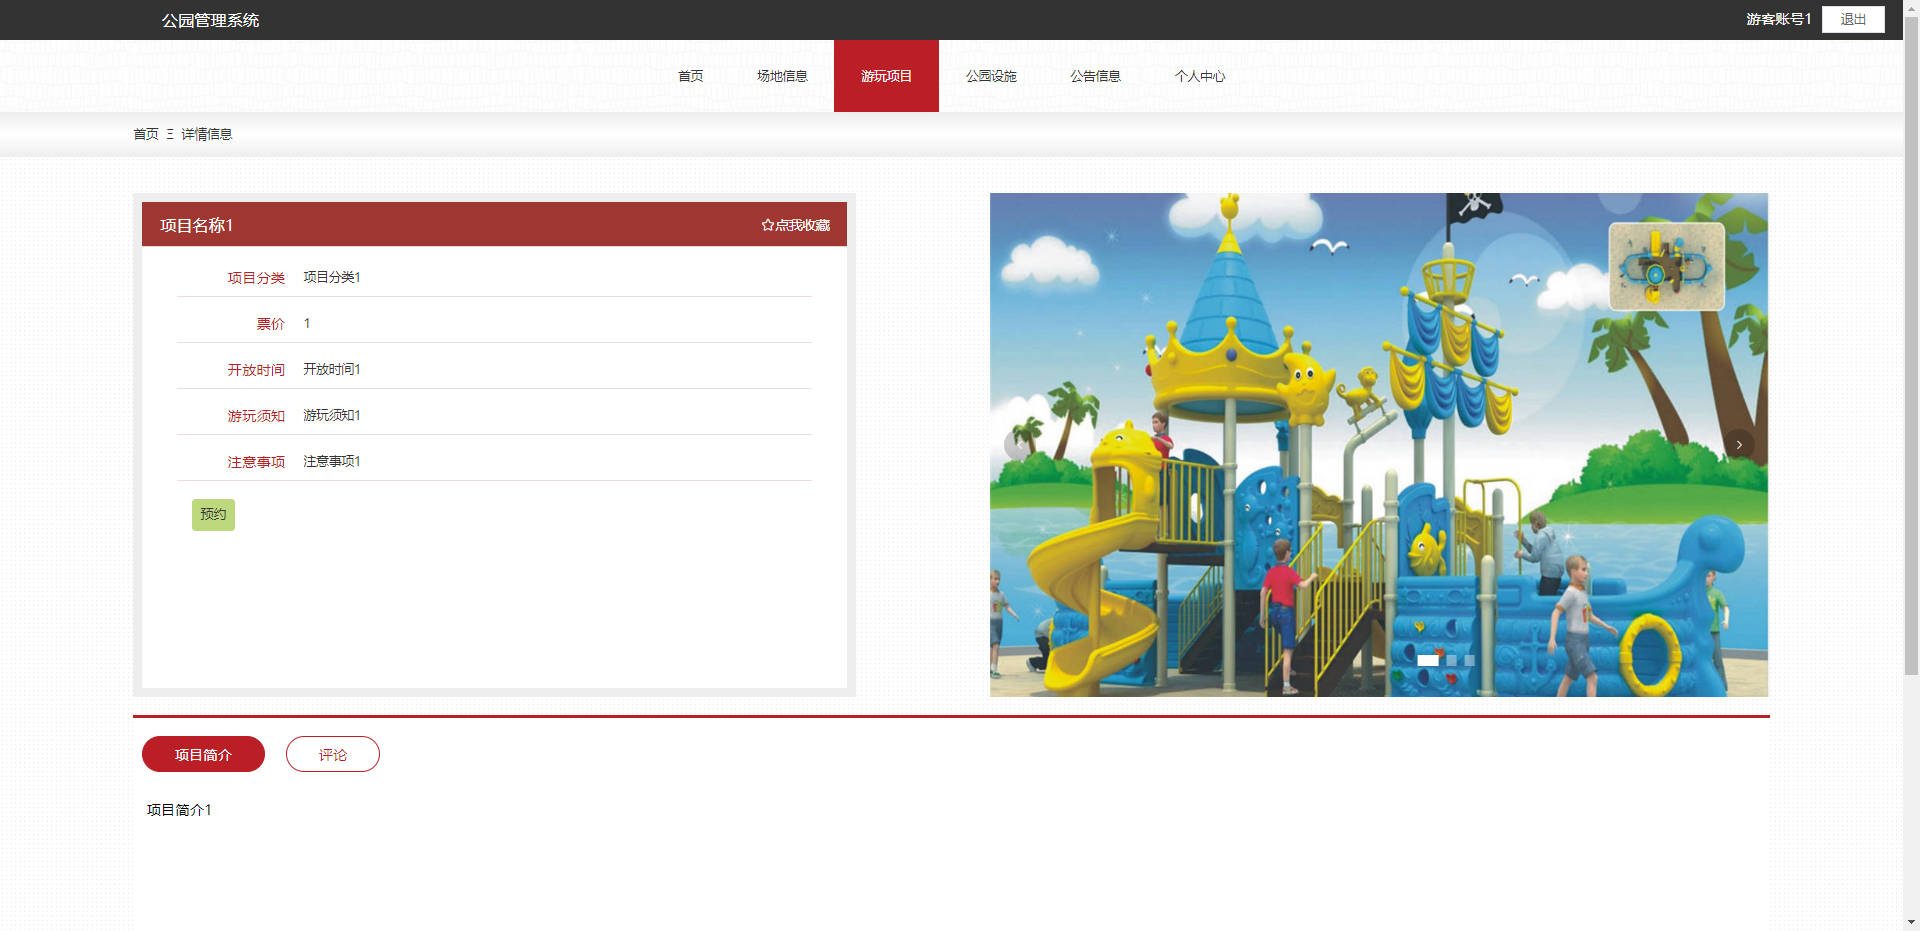 公园管理系统
游客账号1 退出
首页 场地信息 游玩项目 公园设施 公告信息 个人中心
首页 Ξ 详情信息
项目名称1 ☆点我收藏
项目分类 项目分类1
票价 1
开放时间 开放时间1
游玩须知 游玩须知1
注意事项 注意事项1
预约
项目简介 评论
项目简介1